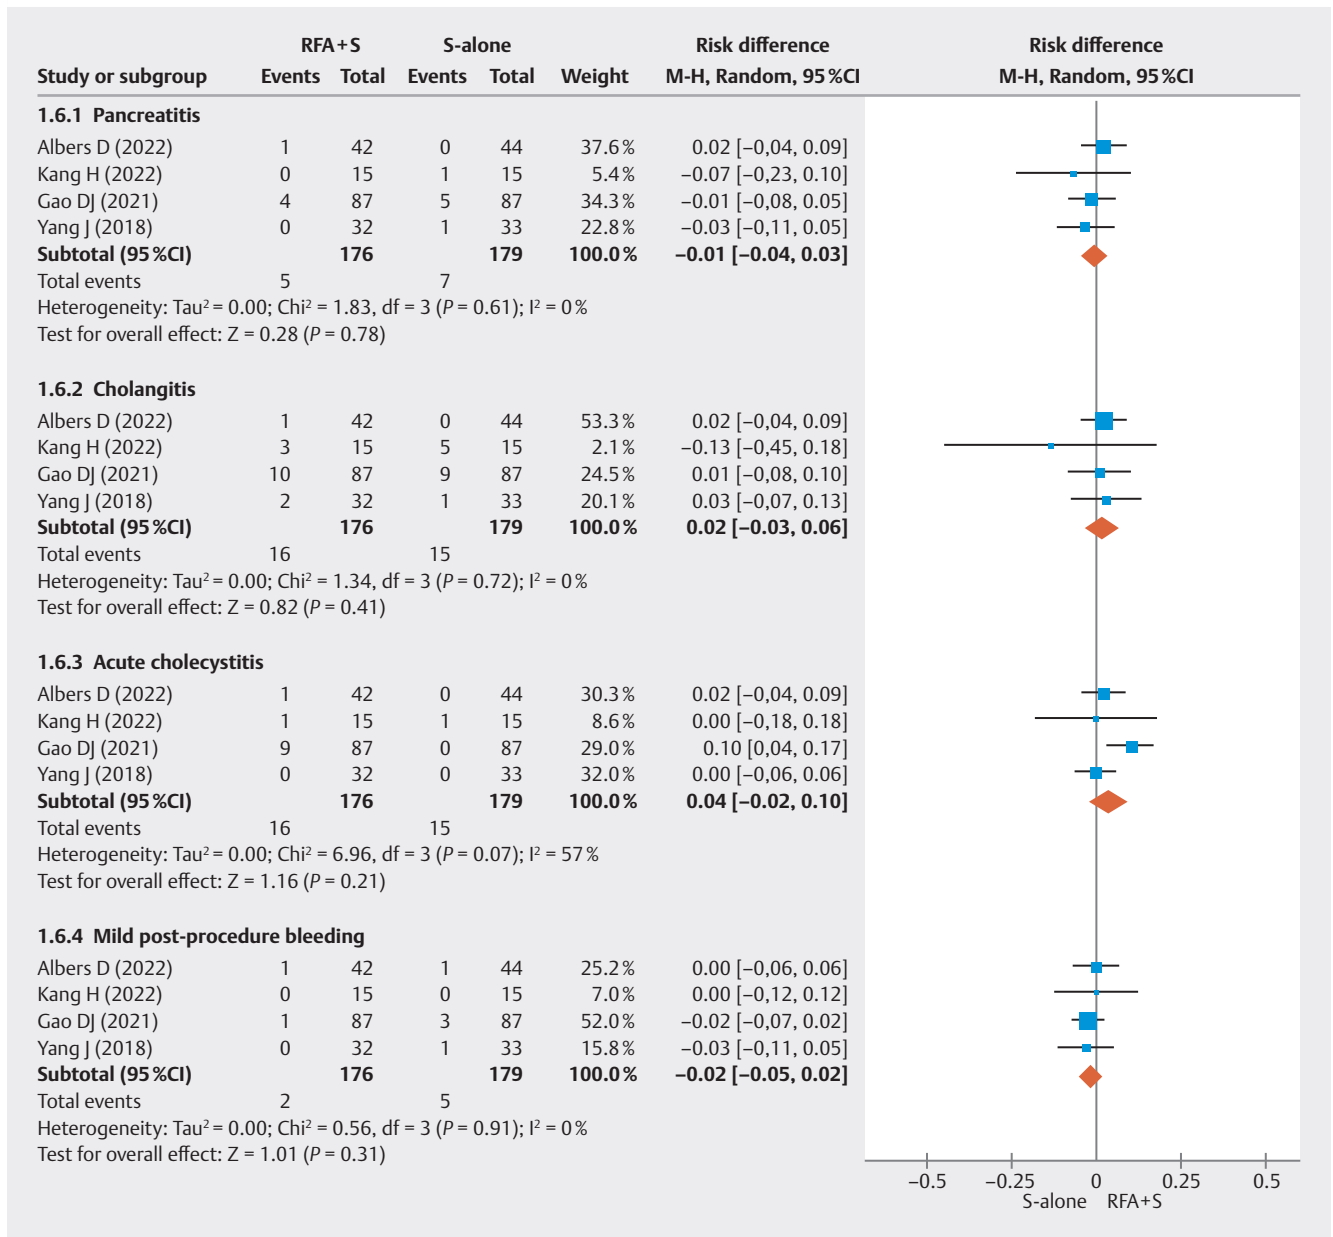 RFA+S S-alone Risk difference Risk difference
Study or subgroup Events Total Events Total Weight M-H, Random, 95%CI M-H, Random, 95%CI
1.6.1 Pancreatitis
Albers D (2022) 1 42 0 44 37.6% 0.02 [–0,04, 0.09]
Kang H (2022) 0 15 1 15 5.4% –0.07 [–0,23, 0.10]
Gao DJ (2021) 4 87 5 87 34.3% –0.01 [–0,08, 0.05]
Yang J (2018) 0 32 1 33 22.8% –0.03 [–0,11, 0.05]
Subtotal (95%CI) 176 179 100.0% –0.01 [–0.04, 0.03]
Total events 5 7
Heterogeneity: Tau² = 0.00; Chi² = 1.83, df = 3 (P = 0.61); I² = 0%
Test for overall effect: Z = 0.28 (P = 0.78)
1.6.2 Cholangitis
Albers D (2022) 1 42 0 44 53.3% 0.02 [–0,04, 0.09]
Kang H (2022) 3 15 5 15 2.1% –0.13 [–0,45, 0.18]
Gao DJ (2021) 10 87 9 87 24.5% 0.01 [–0,08, 0.10]
Yang J (2018) 2 32 1 33 20.1% 0.03 [–0,07, 0.13]
Subtotal (95%CI) 176 179 100.0% 0.02 [–0.03, 0.06]
Total events 16 15
Heterogeneity: Tau² = 0.00; Chi² = 1.34, df = 3 (P = 0.72); I² = 0%
Test for overall effect: Z = 0.82 (P = 0.41)
1.6.3 Acute cholecystitis
Albers D (2022) 1 42 0 44 30.3% 0.02 [–0,04, 0.09]
Kang H (2022) 1 15 1 15 8.6% 0.00 [–0,18, 0.18]
Gao DJ (2021) 9 87 0 87 29.0% 0.10 [0,04, 0.17]
Yang J (2018) 0 32 0 33 32.0% 0.00 [–0,06, 0.06]
Subtotal (95%CI) 176 179 100.0% 0.04 [–0.02, 0.10]
Total events 16 15
Heterogeneity: Tau² = 0.00; Chi² = 6.96, df = 3 (P = 0.07); I² = 57%
Test for overall effect: Z = 1.16 (P = 0.21)
1.6.4 Mild post-procedure bleeding
Albers D (2022) 1 42 1 44 25.2% 0.00 [–0,06, 0.06]
Kang H (2022) 0 15 0 15 7.0% 0.00 [–0,12, 0.12]
Gao DJ (2021) 1 87 3 87 52.0% –0.02 [–0,07, 0.02]
Yang J (2018) 0 32 1 33 15.8% –0.03 [–0,11, 0.05]
Subtotal (95%CI) 176 179 100.0% –0.02 [–0.05, 0.02]
Total events 2 5
Heterogeneity: Tau² = 0.00; Chi² = 0.56, df = 3 (P = 0.91); I² = 0%
Test for overall effect: Z = 1.01 (P = 0.31)
–0.5 –0.25 0 0.25 0.5
S-alone RFA+S